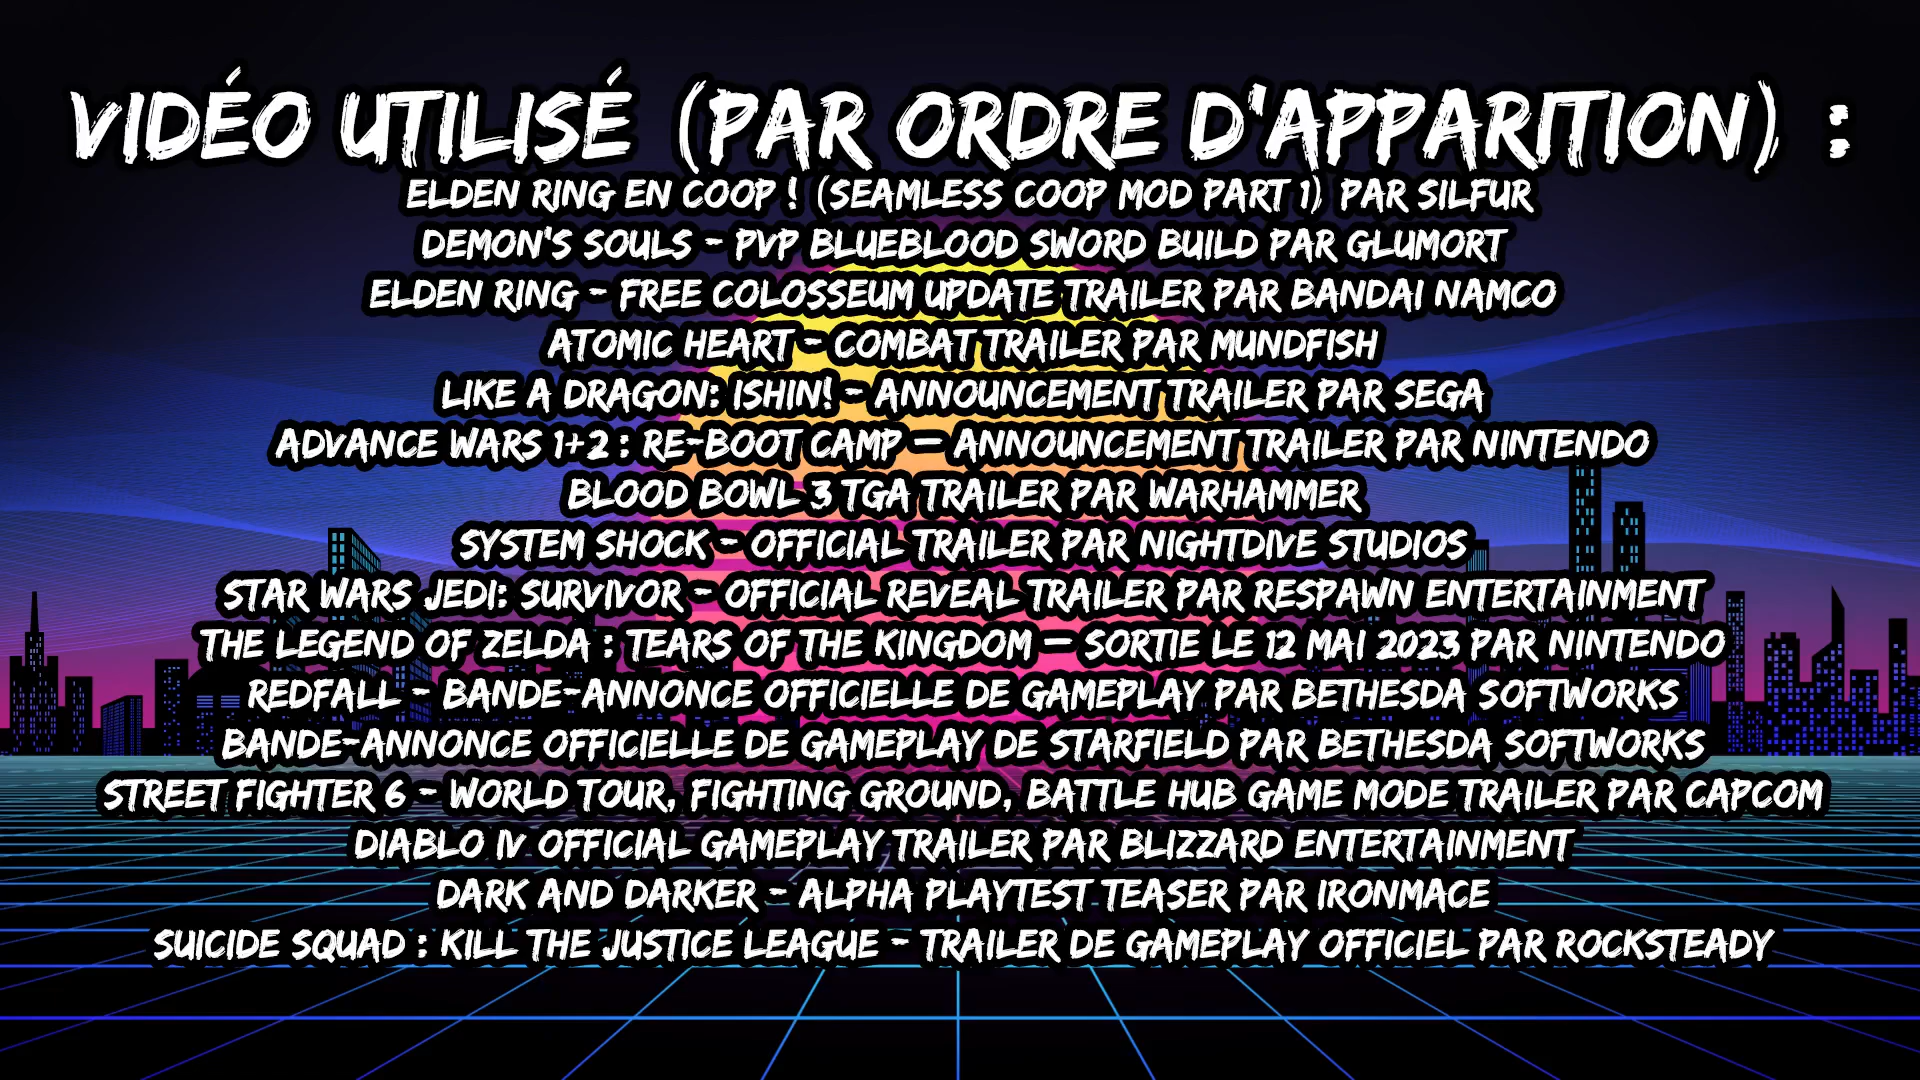 VIDÉO UTILISÉ (PAR ORDRE D'APPARITION) :
ELDEN RING EN COOP ! (SEAMLESS COOP MOD PART 1) PAR SILFUR
DEMON'S SOULS - PVP BLUEBLOOD SWORD BUILD PAR GLUMORT
ELDEN RING - FREE COLOSSEUM UPDATE TRAILER PAR BANDAI NAMCO
ATOMIC HEART - COMBAT TRAILER PAR MUNDFISH
LIKE A DRAGON: ISHIN! - ANNOUNCEMENT TRAILER PAR SEGA
ADVANCE WARS 1+2 : RE-BOOT CAMP – ANNOUNCEMENT TRAILER PAR NINTENDO
BLOOD BOWL 3 TGA TRAILER PAR WARHAMMER
SYSTEM SHOCK - OFFICIAL TRAILER PAR NIGHTDIVE STUDIOS
STAR WARS JEDI: SURVIVOR - OFFICIAL REVEAL TRAILER PAR RESPAWN ENTERTAINMENT
THE LEGEND OF ZELDA : TEARS OF THE KINGDOM – SORTIE LE 12 MAI 2023 PAR NINTENDO
REDFALL - BANDE-ANNONCE OFFICIELLE DE GAMEPLAY PAR BETHESDA SOFTWORKS
BANDE-ANNONCE OFFICIELLE DE GAMEPLAY DE STARFIELD PAR BETHESDA SOFTWORKS
STREET FIGHTER 6 - WORLD TOUR, FIGHTING GROUND, BATTLE HUB GAME MODE TRAILER PAR CAPCOM
DIABLO IV OFFICIAL GAMEPLAY TRAILER PAR BLIZZARD ENTERTAINMENT
DARK AND DARKER - ALPHA PLAYTEST TEASER PAR IRONMACE
SUICIDE SQUAD : KILL THE JUSTICE LEAGUE - TRAILER DE GAMEPLAY OFFICIEL PAR ROCKSTEADY